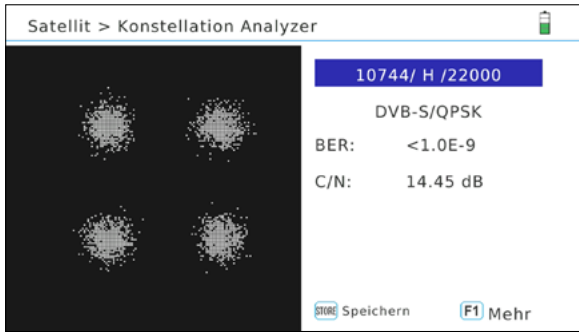 Satellit > Konstellation Analyzer
10744/ H /22000
DVB-S/QPSK
BER: <1.0E-9
C/N: 14.45 dB
STORE Speichern F1 Mehr